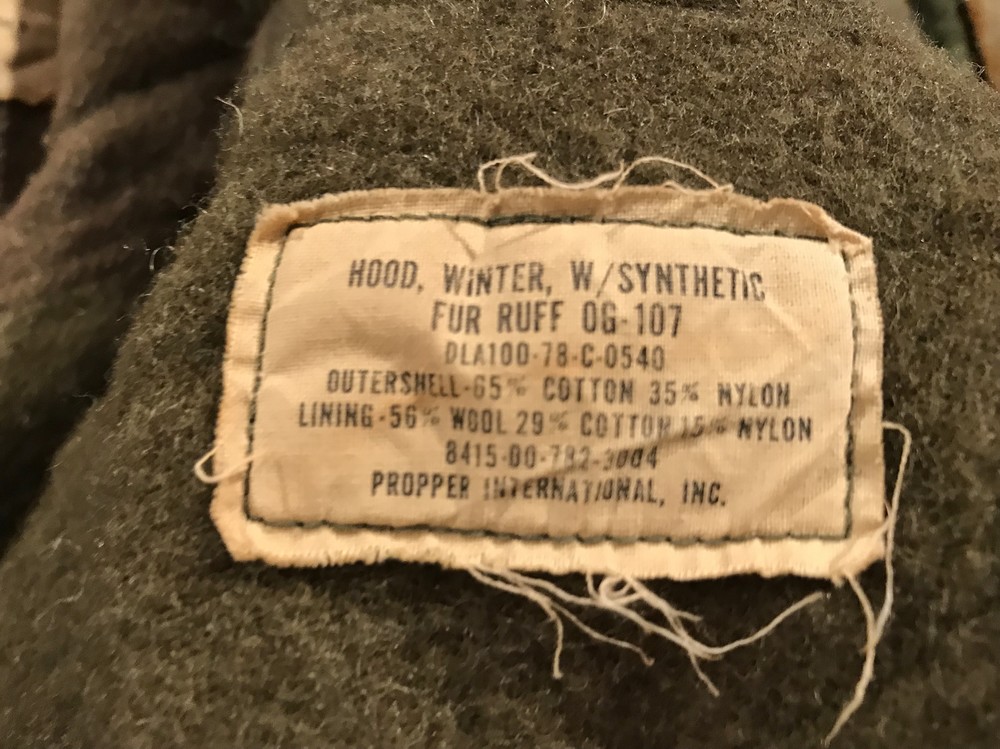 HOOD, WINTER, W/SYNTHETIC
FUR RUFF OG-107
DLA100-78-C-0540
OUTERSHELL-65% COTTON 35% NYLON
LINING-56% WOOL 29% COTTON 15% NYLON
8415-00-782-3004
PROPPER INTERNATIONAL, INC.